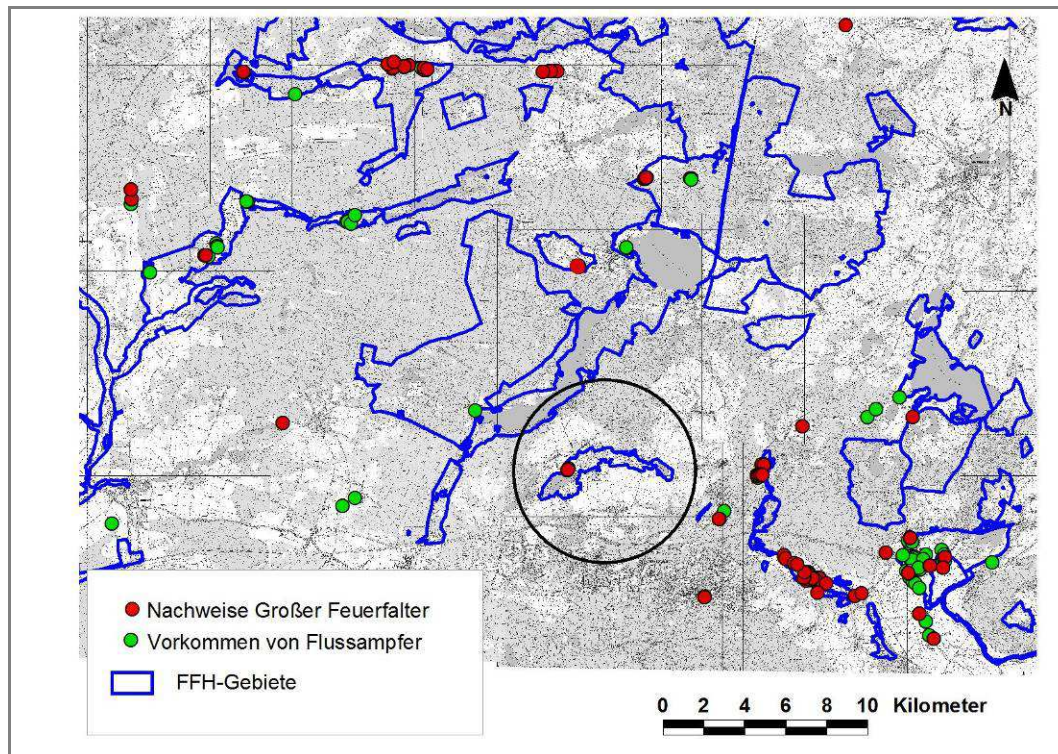 N
Nachweise Großer Feuerfalter
Vorkommen von Flussampfer
FFH-Gebiete
0 2 4 6 8 10 Kilometer